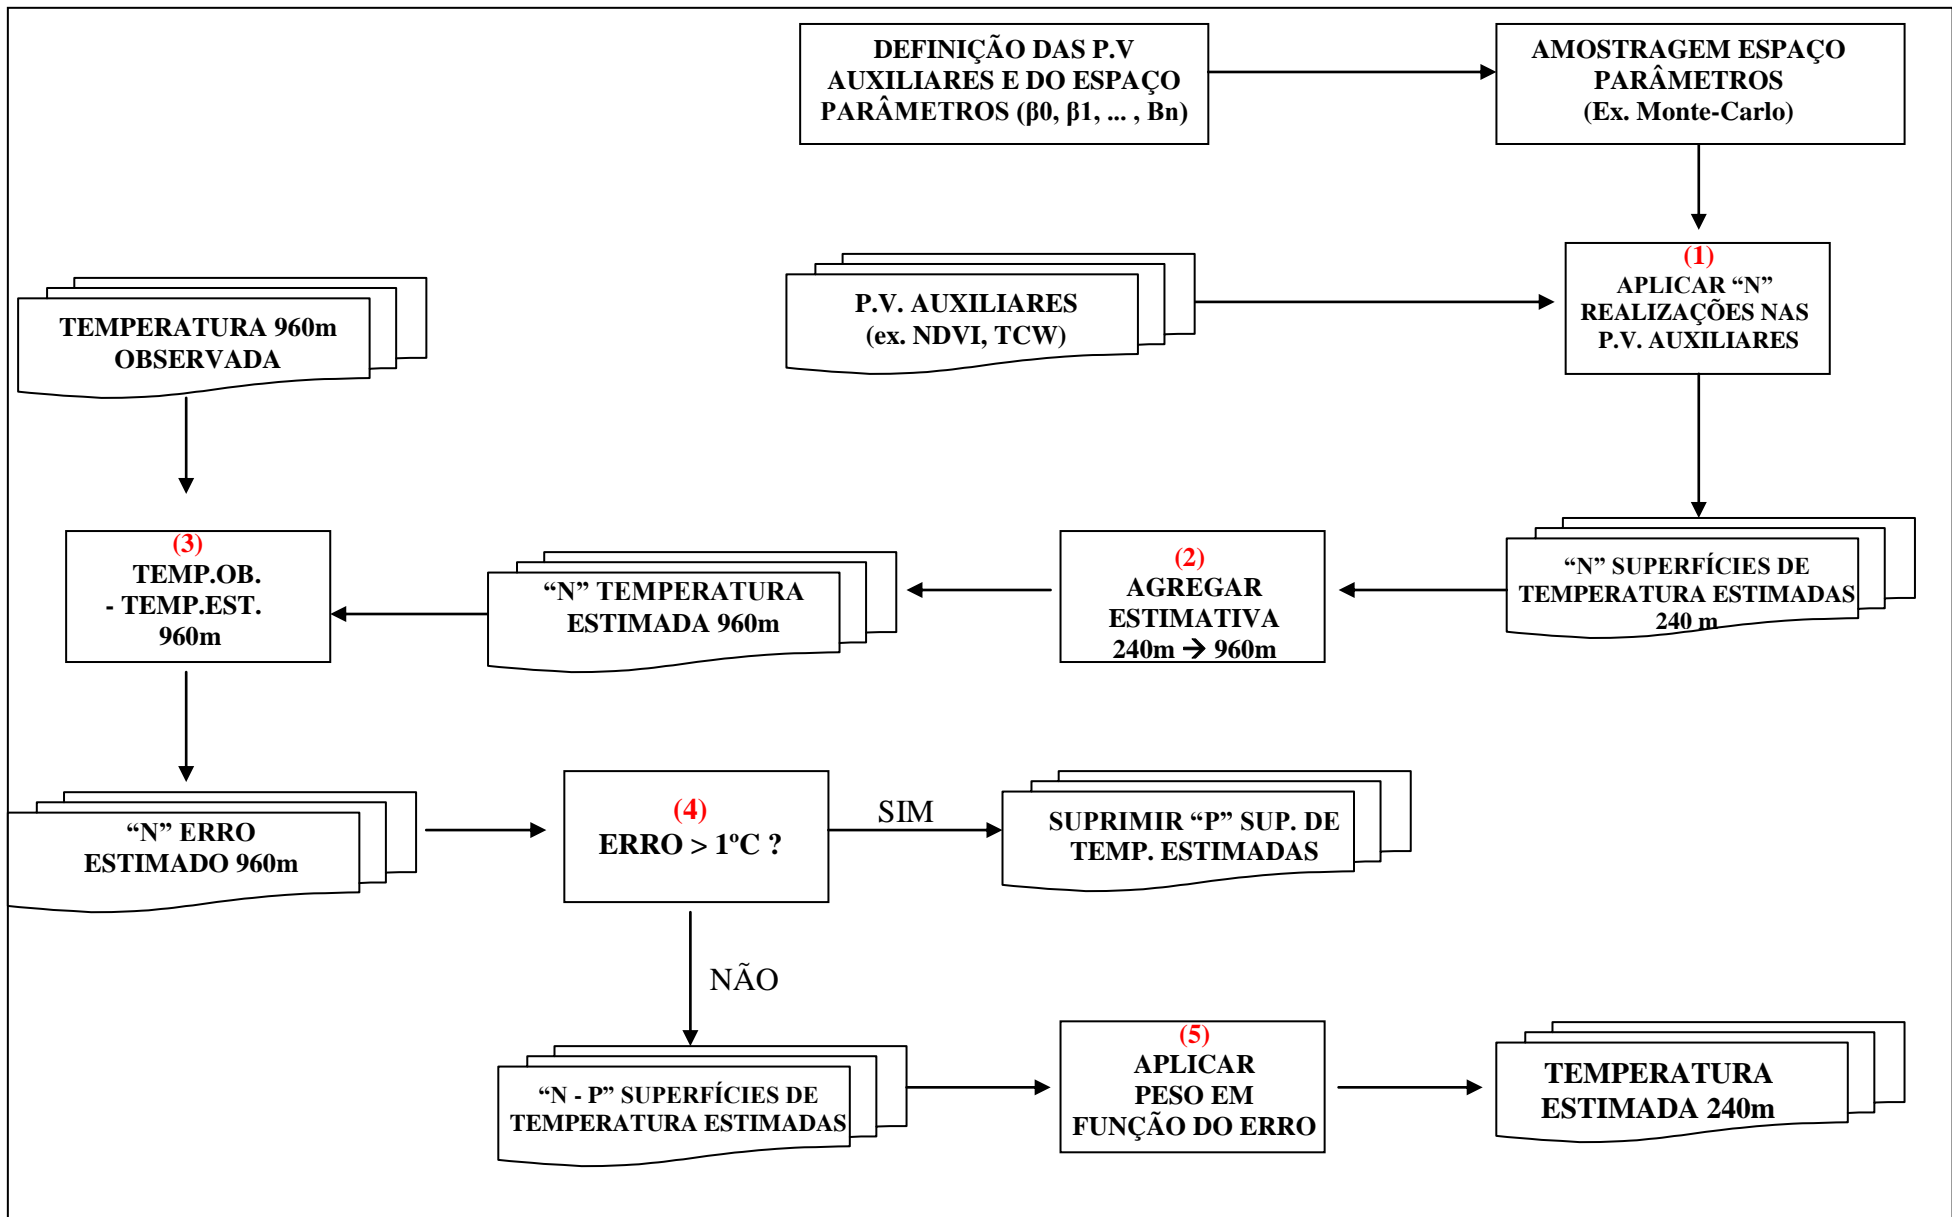 DEFINIÇÃO DAS P.V
AUXILIARES E DO ESPAÇO
PARÂMETROS (β0, β1, ... , Bn)
AMOSTRAGEM ESPAÇO
PARÂMETROS
(Ex. Monte-Carlo)
(1)
APLICAR “N”
REALIZAÇÕES NAS
P.V. AUXILIARES
P.V. AUXILIARES
(ex. NDVI, TCW)
TEMPERATURA 960m
OBSERVADA
(3)
TEMP.OB.
- TEMP.EST.
960m
“N” TEMPERATURA
ESTIMADA 960m
(2)
AGREGAR
ESTIMATIVA
240m → 960m
“N” SUPERFÍCIES DE
TEMPERATURA ESTIMADAS
240 m
“N” ERRO
ESTIMADO 960m
(4)
ERRO > 1ºC ?
SIM
SUPRIMIR “P” SUP. DE
TEMP. ESTIMADAS
NÃO
“N - P” SUPERFÍCIES DE
TEMPERATURA ESTIMADAS
(5)
APLICAR
PESO EM
FUNÇÃO DO ERRO
TEMPERATURA
ESTIMADA 240m